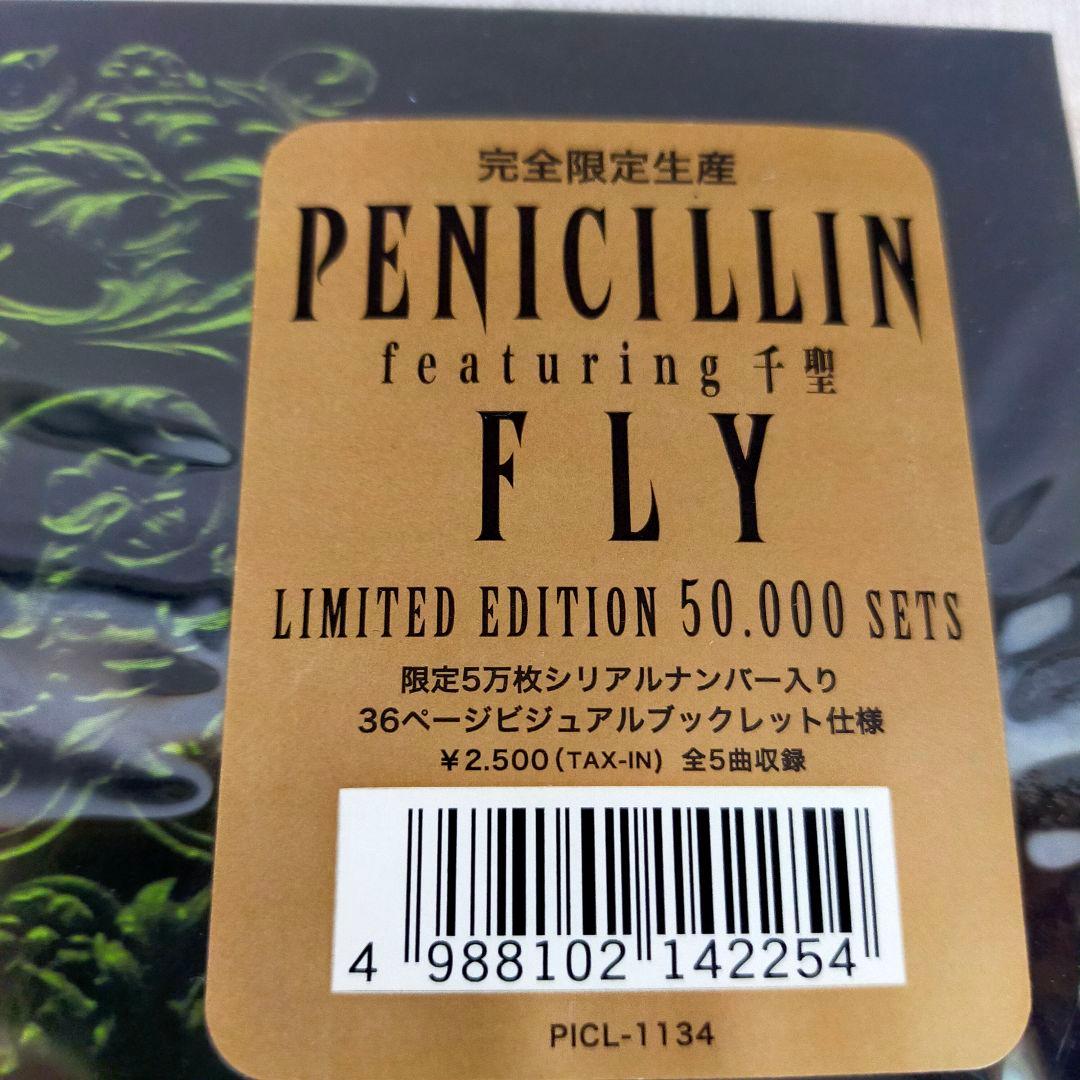 完全限定生産
PENICILLIN
featuring 千聖
FLY
LIMITED EDITION 50.000 SETS
限定5万枚シリアルナンバー入り
36ページビジュアルブックレット仕様
¥2.500(TAX-IN) 全5曲収録
4 988102 142254
PICL-1134